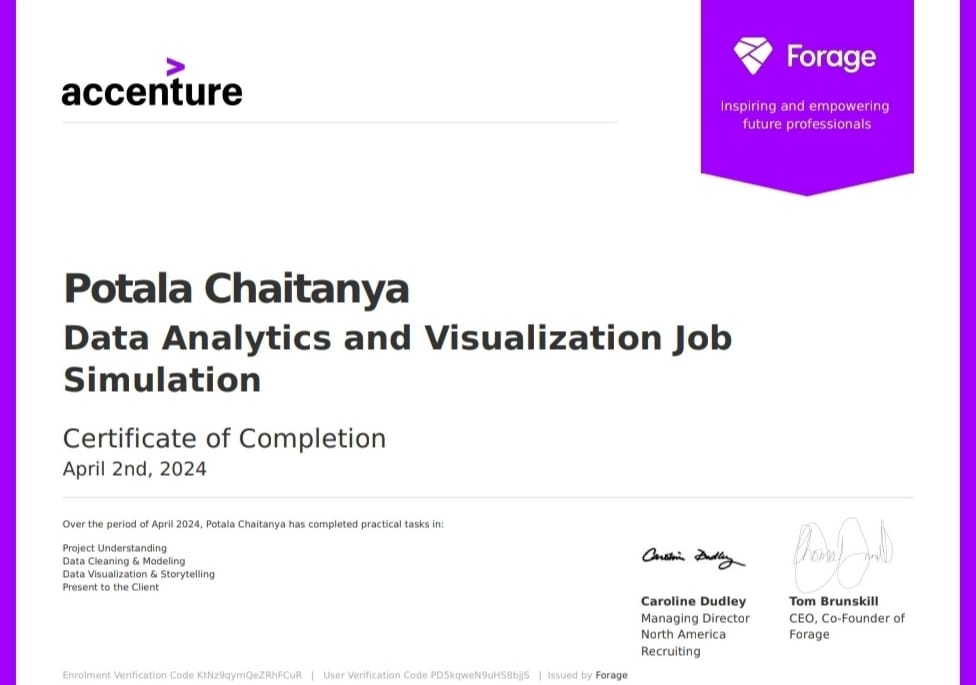 accenture
Forage
Inspiring and empowering
future professionals
Potala Chaitanya
Data Analytics and Visualization Job
Simulation
Certificate of Completion
April 2nd, 2024
Over the period of April 2024, Potala Chaitanya has completed practical tasks in:
Project Understanding
Data Cleaning & Modeling
Data Visualization & Storytelling
Present to the Client
Caroline Dudley
Managing Director
North America
Recruiting
Tom Brunskill
CEO, Co-Founder of
Forage
Enrolment Verification Code KtNz9qymQeZRhFCuR | User Verification Code PD5kqweN9uHS8bjjS | Issued by Forage